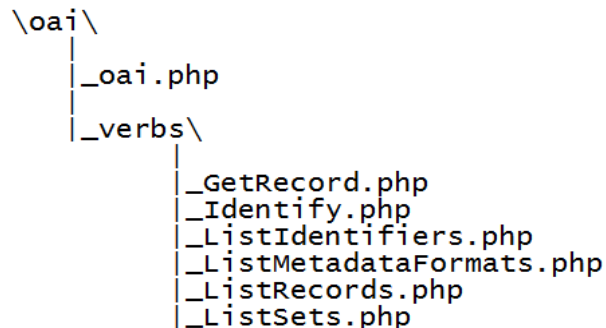 \oai\
|
|_oai.php
|
|_verbs\
|
|_GetRecord.php
|_Identify.php
|_ListIdentifiers.php
|_ListMetadataFormats.php
|_ListRecords.php
|_ListSets.php